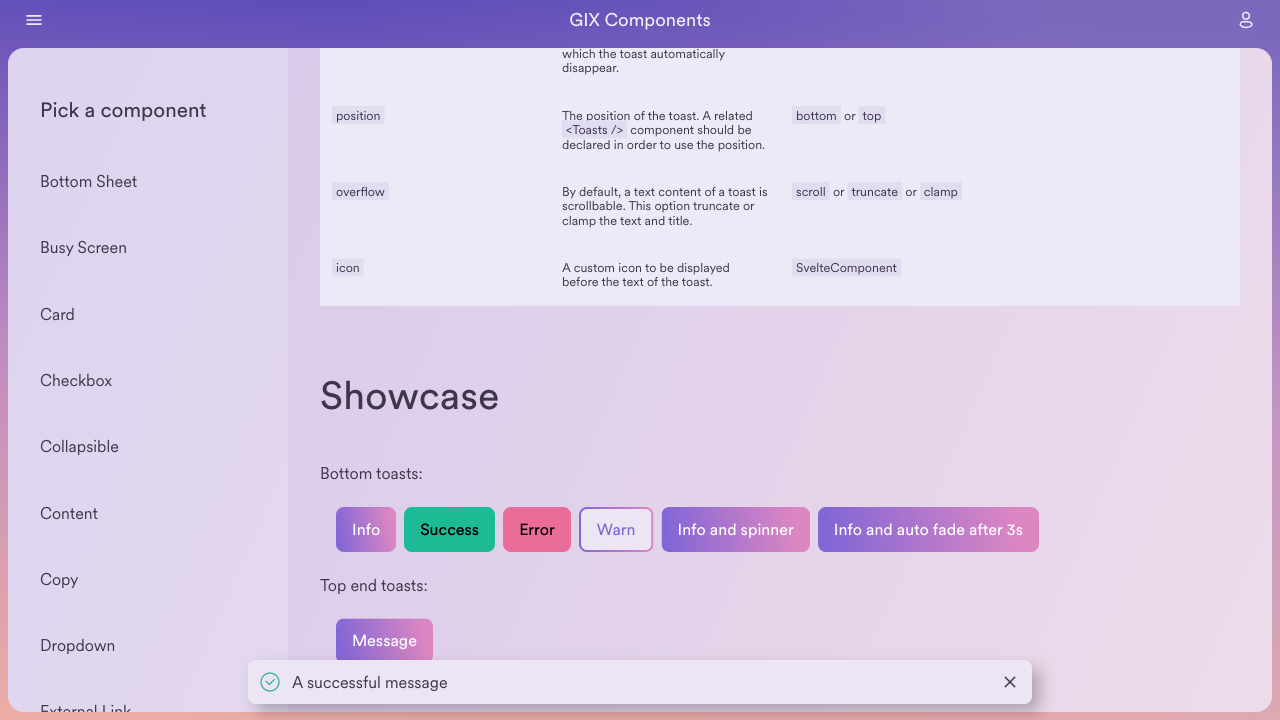 GIX Components
Pick a component
Bottom Sheet
Busy Screen
Card
Checkbox
Collapsible
Content
Copy
Dropdown
External Link
which the toast automatically
disappear.
position
The position of the toast. A related
<Toasts /> component should be
declared in order to use the position.
bottom or top
overflow
By default, a text content of a toast is
scrollbable. This option truncate or
clamp the text and title.
scroll or truncate or clamp
icon
A custom icon to be displayed
before the text of the toast.
SvelteComponent
Showcase
Bottom toasts:
Info Success Error Warn Info and spinner Info and auto fade after 3s
Top end toasts:
Message
A successful message